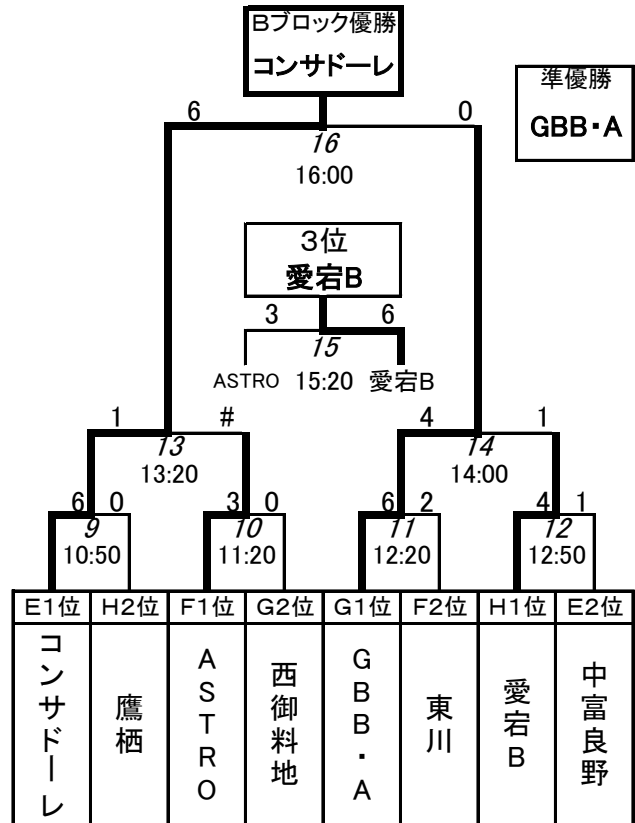 Bブロック優勝
コンサドーレ
準優勝
GBB・A
6 0
16
16:00
3位
愛宕B
3 6
15
ASTRO 15:20 愛宕B
1 # 4 1
13 14
13:20 14:00
6 0 3 0 6 2 4 1
9 10 11 12
10:50 11:20 12:20 12:50
E1位 H2位 F1位 G2位 G1位 F2位 H1位 E2位
コンサドーレ
鷹栖
ASTRO
西御料地
GBB・A
東川
愛宕B
中富良野